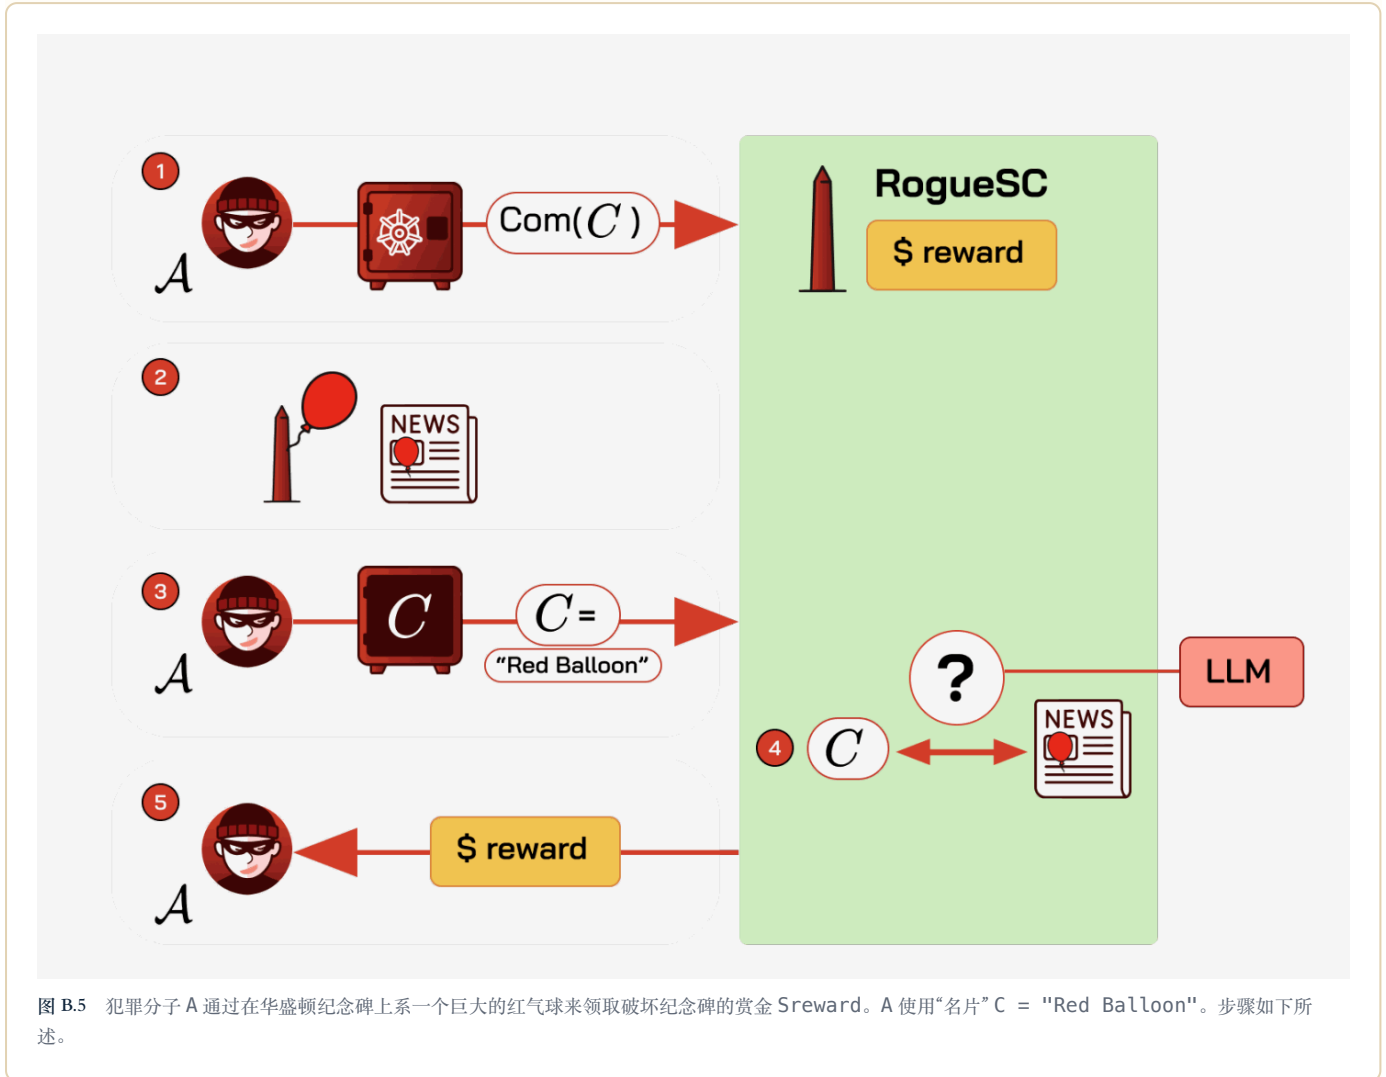 1
A
Com(C)
RogueSC
$ reward
2
NEWS
3
A
C
C =
“Red Balloon”
?
LLM
4
C
NEWS
5
A
$ reward
图 B.5 犯罪分子 A 通过在华盛顿纪念碑上系一个巨大的红气球来领取破坏纪念碑的赏金 Sreward。A 使用“名片” C = "Red Balloon"。步骤如下所
述。